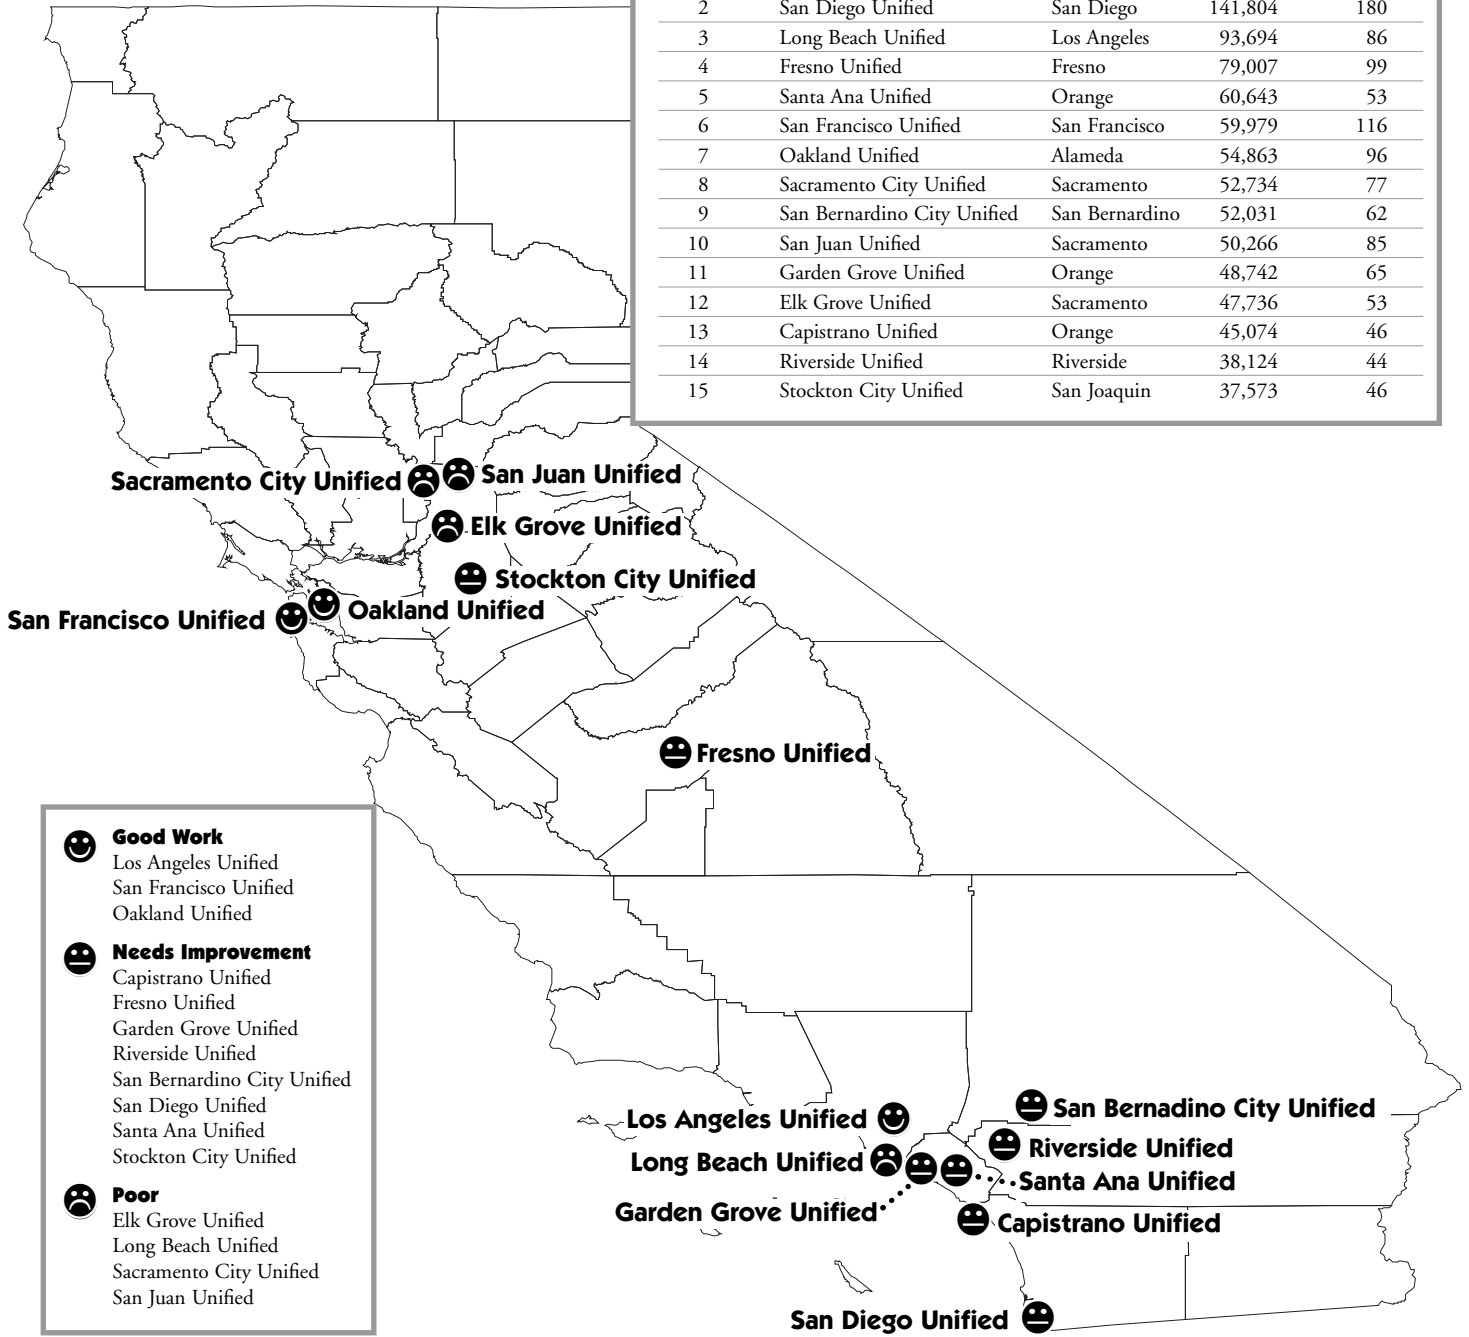 2 San Diego Unified San Diego 141,804 180
3 Long Beach Unified Los Angeles 93,694 86
4 Fresno Unified Fresno 79,007 99
5 Santa Ana Unified Orange 60,643 53
6 San Francisco Unified San Francisco 59,979 116
7 Oakland Unified Alameda 54,863 96
8 Sacramento City Unified Sacramento 52,734 77
9 San Bernardino City Unified San Bernardino 52,031 62
10 San Juan Unified Sacramento 50,266 85
11 Garden Grove Unified Orange 48,742 65
12 Elk Grove Unified Sacramento 47,736 53
13 Capistrano Unified Orange 45,074 46
14 Riverside Unified Riverside 38,124 44
15 Stockton City Unified San Joaquin 37,573 46
Sacramento City Unified
San Juan Unified
Elk Grove Unified
Stockton City Unified
Oakland Unified
San Francisco Unified
Fresno Unified
Good Work
Los Angeles Unified
San Francisco Unified
Oakland Unified
Needs Improvement
Capistrano Unified
Fresno Unified
Garden Grove Unified
Riverside Unified
San Bernardino City Unified
San Diego Unified
Santa Ana Unified
Stockton City Unified
Poor
Elk Grove Unified
Long Beach Unified
Sacramento City Unified
San Juan Unified
San Bernadino City Unified
Los Angeles Unified
Riverside Unified
Long Beach Unified
Santa Ana Unified
Garden Grove Unified
Capistrano Unified
San Diego Unified